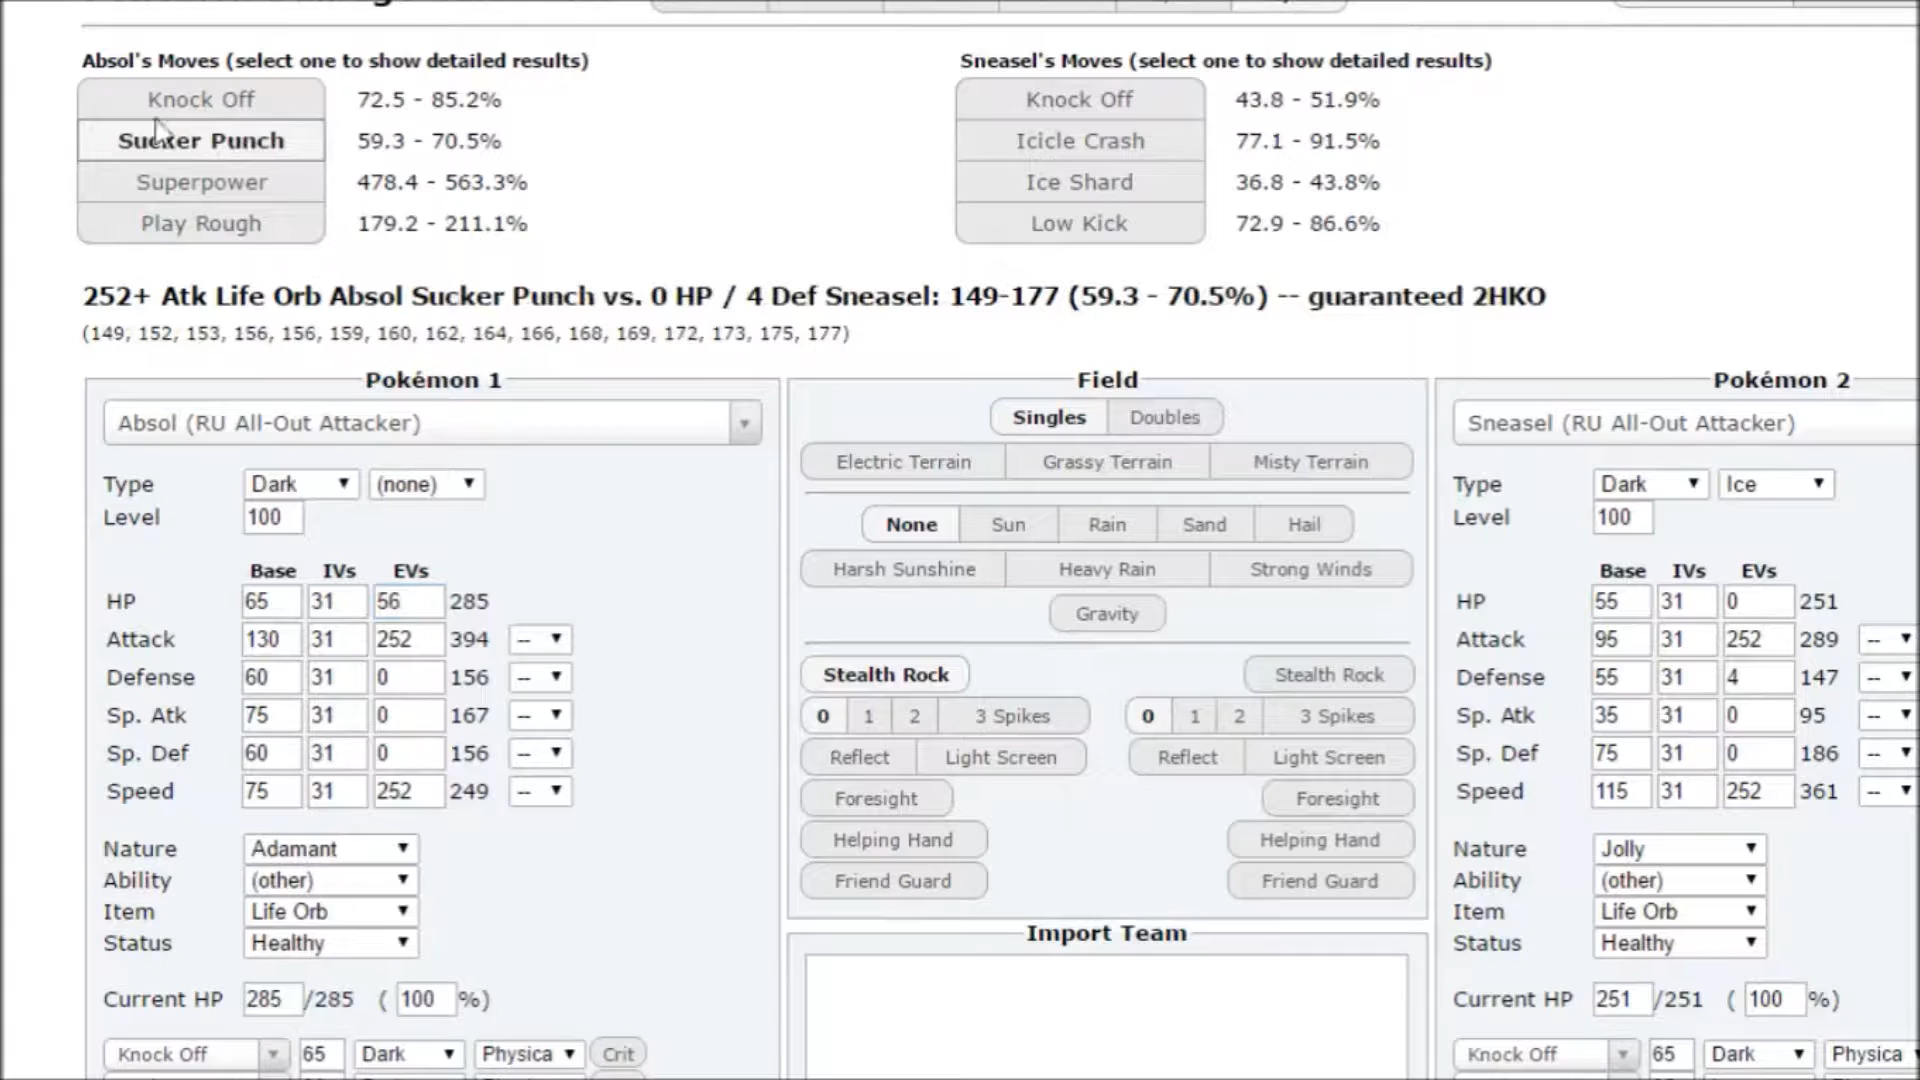 Absol's Moves (select one to show detailed results)
Knock Off 72.5 - 85.2%
Sucker Punch 59.3 - 70.5%
Superpower 478.4 - 563.3%
Play Rough 179.2 - 211.1%
Sneasel's Moves (select one to show detailed results)
Knock Off 43.8 - 51.9%
Icicle Crash 77.1 - 91.5%
Ice Shard 36.8 - 43.8%
Low Kick 72.9 - 86.6%
252+ Atk Life Orb Absol Sucker Punch vs. 0 HP / 4 Def Sneasel: 149-177 (59.3 - 70.5%) -- guaranteed 2HKO
(149, 152, 153, 156, 156, 159, 160, 162, 164, 166, 168, 169, 172, 173, 175, 177)
Pokémon 1
Absol (RU All-Out Attacker)
Type Dark (none)
Level 100
Base IVs EVs
HP 65 31 56 285
Attack 130 31 252 394 --
Defense 60 31 0 156 --
Sp. Atk 75 31 0 167 --
Sp. Def 60 31 0 156 --
Speed 75 31 252 249 --
Nature Adamant
Ability (other)
Item Life Orb
Status Healthy
Current HP 285 /285 ( 100 %)
Knock Off 65 Dark Physica Crit
Field
Singles Doubles
Electric Terrain Grassy Terrain Misty Terrain
None Sun Rain Sand Hail
Harsh Sunshine Heavy Rain Strong Winds
Gravity
Stealth Rock Stealth Rock
0 1 2 3 Spikes 0 1 2 3 Spikes
Reflect Light Screen Reflect Light Screen
Foresight Foresight
Helping Hand Helping Hand
Friend Guard Friend Guard
Import Team
Pokémon 2
Sneasel (RU All-Out Attacker)
Type Dark Ice
Level 100
Base IVs EVs
HP 55 31 0 251
Attack 95 31 252 289 --
Defense 55 31 4 147 --
Sp. Atk 35 31 0 95 --
Sp. Def 75 31 0 186 --
Speed 115 31 252 361 --
Nature Jolly
Ability (other)
Item Life Orb
Status Healthy
Current HP 251 /251 ( 100 %)
Knock Off 65 Dark Physica